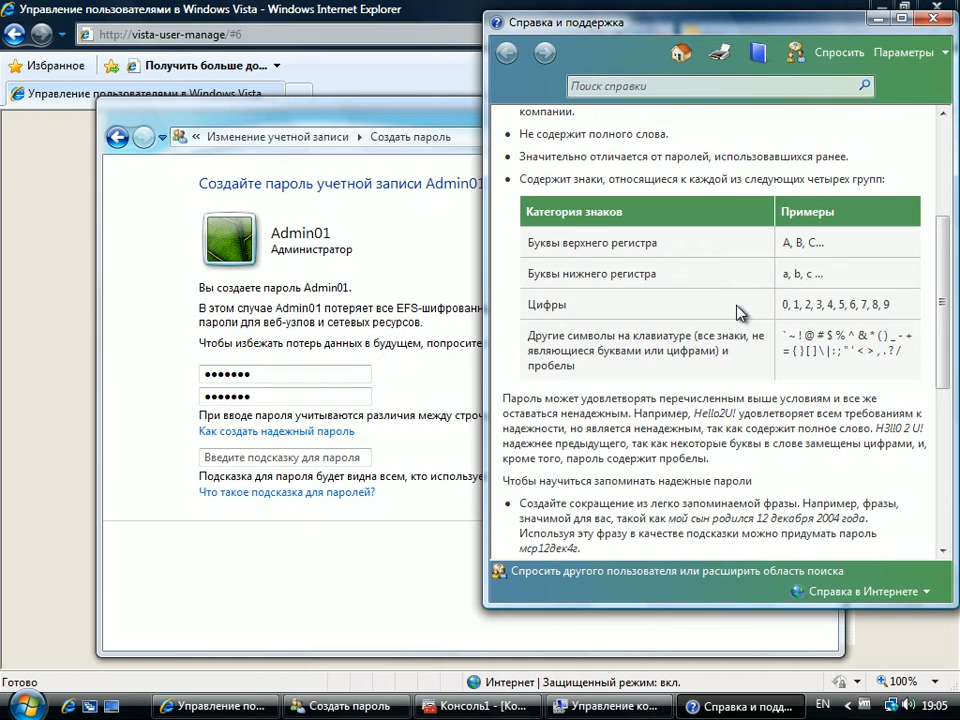 Управление пользователями в Windows Vista - Windows Internet Explorer
http://vista-user-manage/#6
Избранное
Получить больше до...
Управление пользователями в Windows Vista
« Изменение учетной записи
Создать пароль
Создайте пароль учетной записи Admin01
Admin01
Администратор
Вы создаете пароль Admin01.
В этом случае Admin01 потеряет все EFS-шифрованн
пароли для веб-узлов и сетевых ресурсов.
Чтобы избежать потерь данных в будущем, попросите
●●●●●●●
●●●●●●●
При вводе пароля учитываются различия между строч
Как создать надежный пароль
Введите подсказку для пароля
Подсказка для пароля будет видна всем, кто использует
Что такое подсказка для паролей?
Справка и поддержка
Спросить
Параметры
Поиск справки
компании.
• Не содержит полного слова.
• Значительно отличается от паролей, использовавшихся ранее.
• Содержит знаки, относящиеся к каждой из следующих четырех групп:
Категория знаков Примеры
Буквы верхнего регистра A, B, C...
Буквы нижнего регистра a, b, c ...
Цифры 0, 1, 2, 3, 4, 5, 6, 7, 8, 9
Другие символы на клавиатуре (все знаки, не ` ~ ! @ # $ % ^ & * ( ) _ - +
являющиеся буквами или цифрами) и = { } [ ] \ | : ; " ' < > , . ? /
пробелы
Пароль может удовлетворять перечисленным выше условиям и все же
оставаться ненадежным. Например, Hello2U! удовлетворяет всем требованиям к
надежности, но является ненадежным, так как содержит полное слово. H3ll0 2 U!
надежнее предыдущего, так как некоторые буквы в слове замещены цифрами, и,
кроме того, пароль содержит пробелы.
Чтобы научиться запоминать надежные пароли
• Создайте сокращение из легко запоминаемой фразы. Например, фразы,
значимой для вас, такой как мой сын родился 12 декабря 2004 года.
Используя эту фразу в качестве подсказки можно придумать пароль
мср12дек4г.
Спросить другого пользователя или расширить область поиска
Справка в Интернете
Готово
Интернет | Защищенный режим: вкл.
100%
Управление по...
Создать пароль
Консоль1 - [Ко...
Управление ко...
Справка и подд...
EN
19:05